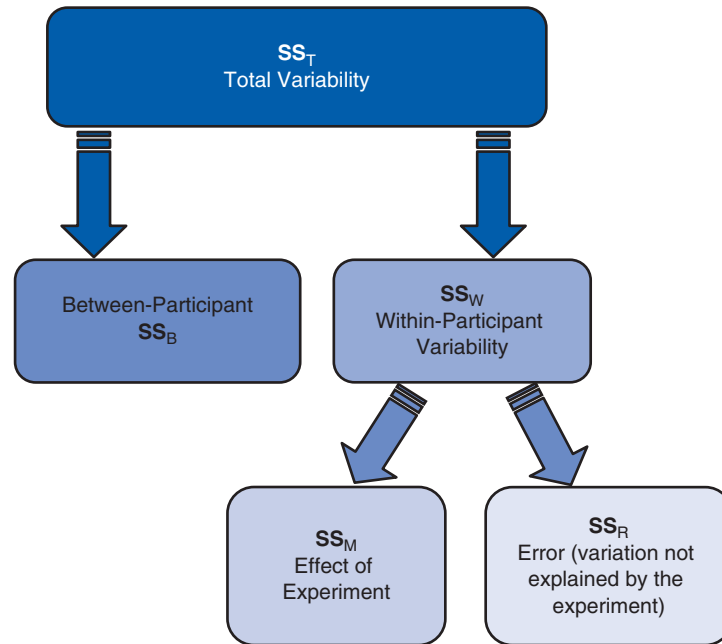 SST
Total Variability
Between-Participant
SSB
SSW
Within-Participant
Variability
SSM
Effect of
Experiment
SSR
Error (variation not
explained by the
experiment)